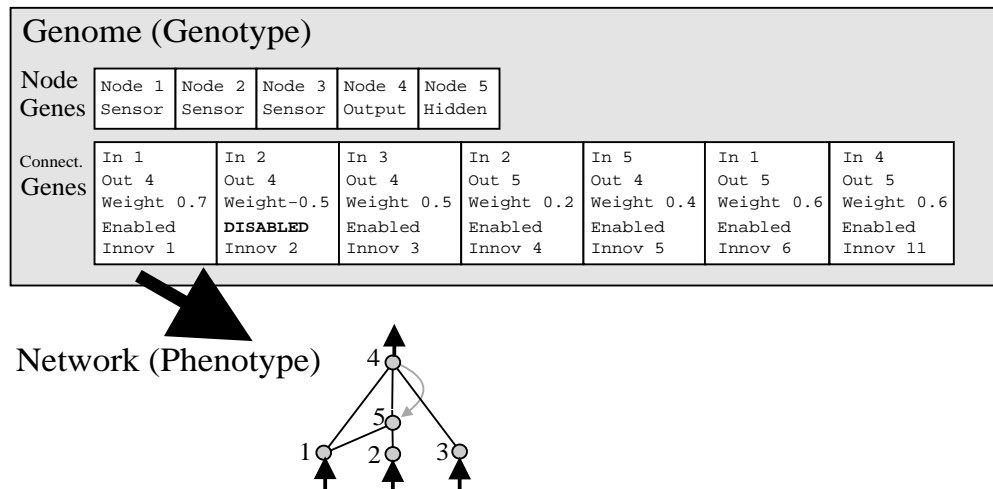 Genome (Genotype)
Node Genes
Node 1 Node 2 Node 3 Node 4 Node 5
Sensor Sensor Sensor Output Hidden
Connect. Genes
In 1 In 2 In 3 In 2 In 5 In 1 In 4
Out 4 Out 4 Out 4 Out 5 Out 4 Out 5 Out 5
Weight 0.7 Weight-0.5 Weight 0.5 Weight 0.2 Weight 0.4 Weight 0.6 Weight 0.6
Enabled DISABLED Enabled Enabled Enabled Enabled Enabled
Innov 1 Innov 2 Innov 3 Innov 4 Innov 5 Innov 6 Innov 11
Network (Phenotype)
4
5
1 2 3